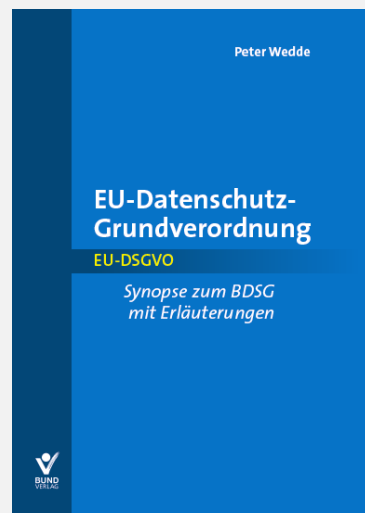 Peter Wedde
EU-Datenschutz-
Grundverordnung
EU-DSGVO
Synopse zum BDSG
mit Erläuterungen
BUND
VERLAG